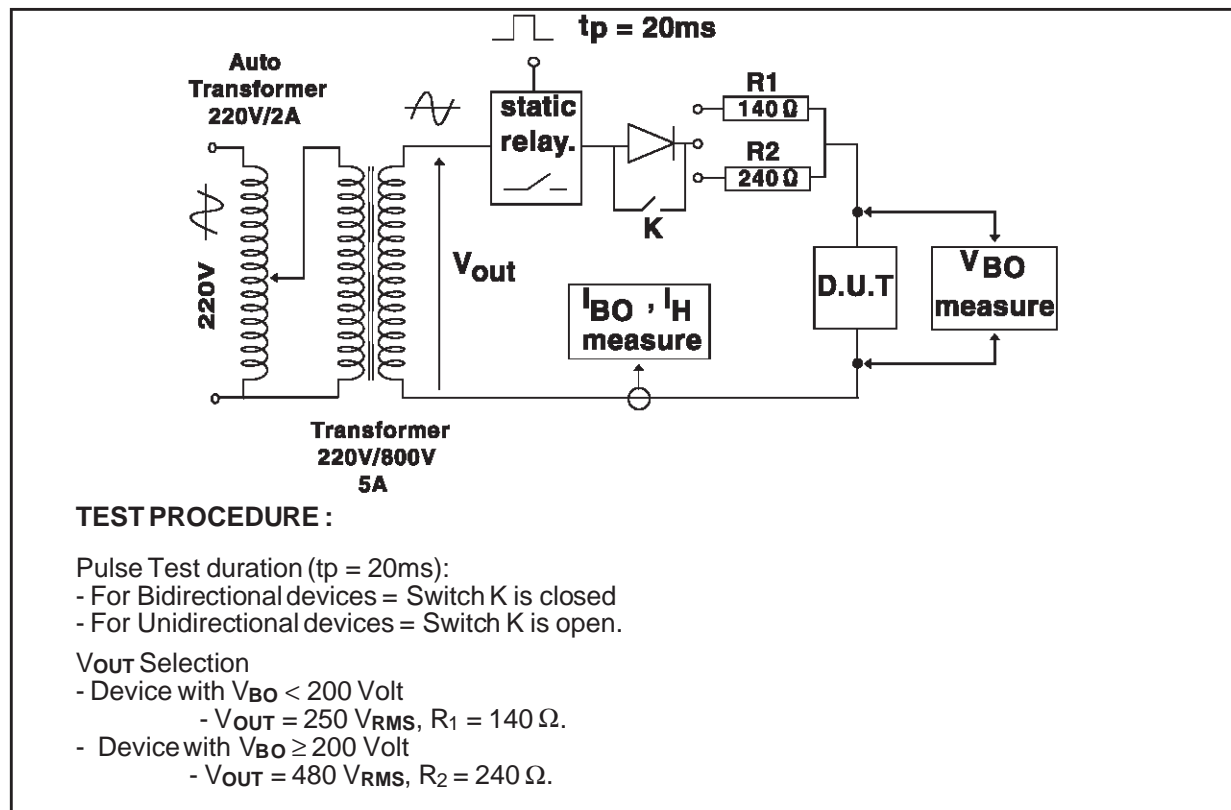 tp = 20ms
Auto
Transformer
220V/2A
static
relay.
R1
140 Ω
R2
240 Ω
K
220V
Vout
IBO , IH
measure
D.U.T
VBO
measure
Transformer
220V/800V
5A
TEST PROCEDURE :
Pulse Test duration (tp = 20ms):
- For Bidirectional devices = Switch K is closed
- For Unidirectional devices = Switch K is open.
VOUT Selection
- Device with VBO < 200 Volt
- VOUT = 250 VRMS, R1 = 140 Ω.
- Device with VBO ≥ 200 Volt
- VOUT = 480 VRMS, R2 = 240 Ω.